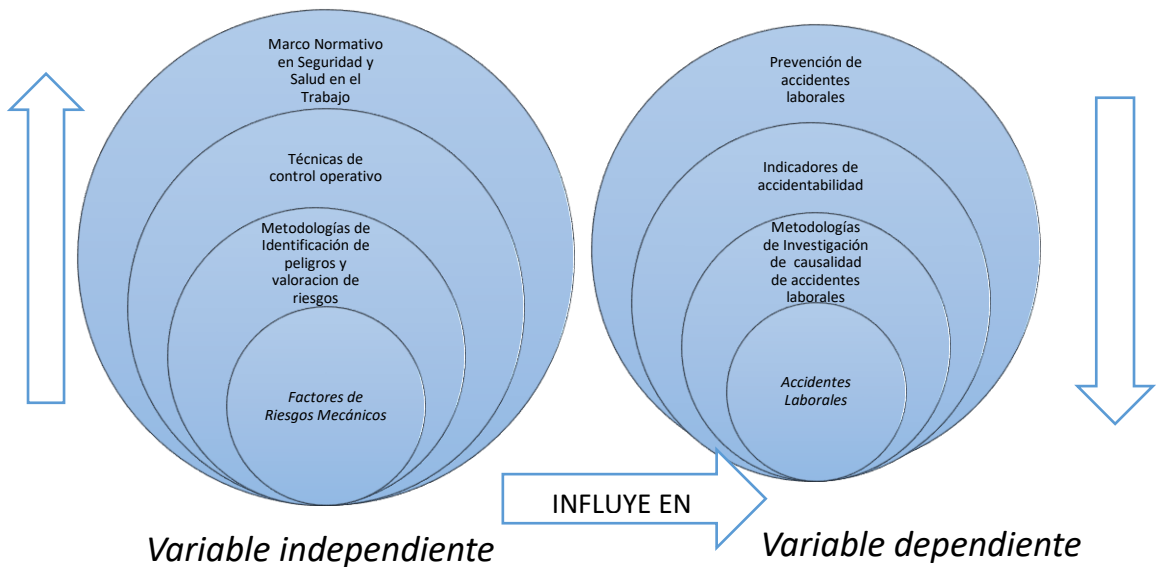 Marco Normativo
en Seguridad y
Salud en el
Trabajo
Técnicas de
control operativo
Metodologías de
Identificación de
peligros y
valoracion de
riesgos
Factores de
Riesgos Mecánicos
Prevención de
accidentes
laborales
Indicadores de
accidentabilidad
Metodologías
de Investigación
de causalidad
de accidentes
laborales
Accidentes
Laborales
INFLUYE EN
Variable independiente
Variable dependiente